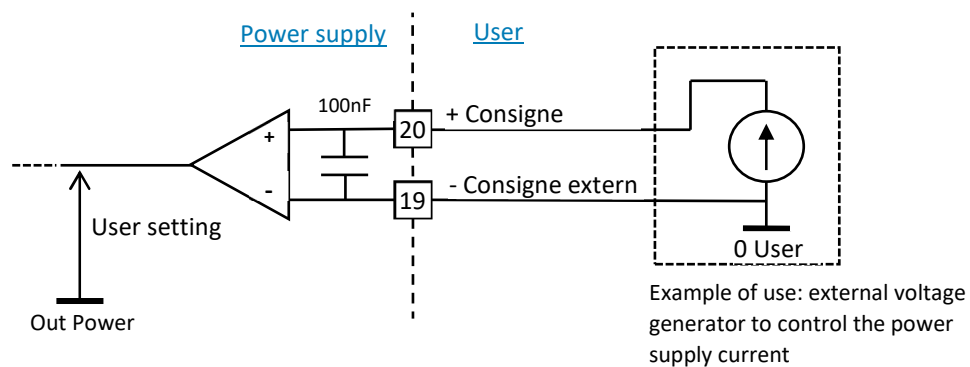 Power supply
User
100nF
+
-
20
19
+ Consigne
- Consigne extern
User setting
Out Power
0 User
Example of use: external voltage
generator to control the power
supply current